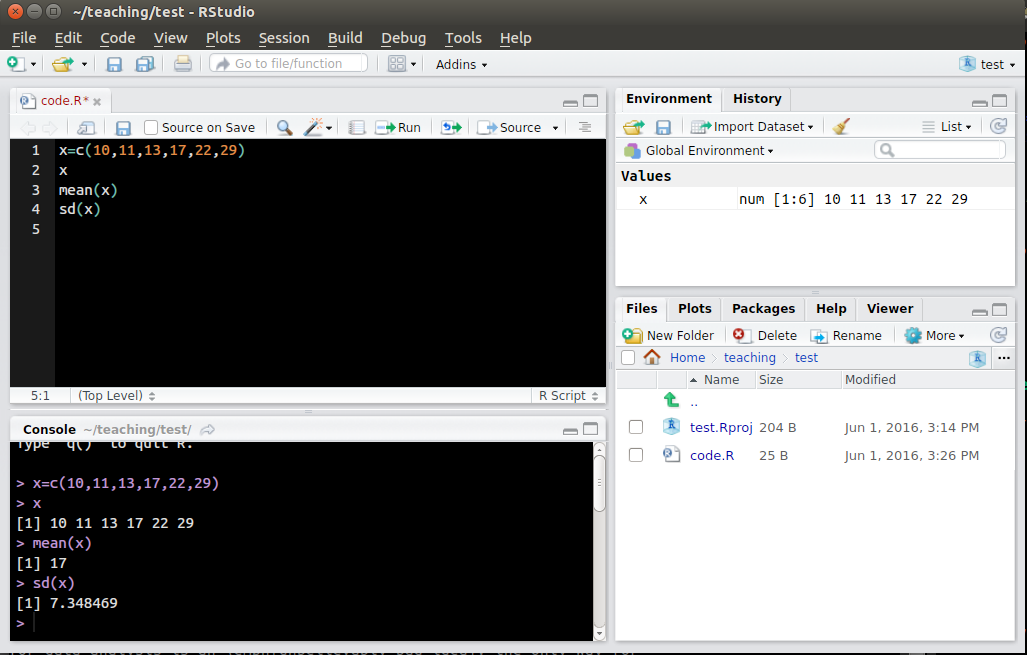 ~/teaching/test - RStudio
File Edit Code View Plots Session Build Debug Tools Help
Go to file/function Addins test
code.R*
Source on Save Run Source
1 x=c(10,11,13,17,22,29)
2 x
3 mean(x)
4 sd(x)
5
5:1 (Top Level) R Script
Console ~/teaching/test/
Type 'q()' to quit R.
> x=c(10,11,13,17,22,29)
> x
[1] 10 11 13 17 22 29
> mean(x)
[1] 17
> sd(x)
[1] 7.348469
>
Environment History
Import Dataset List
Global Environment
Values
x num [1:6] 10 11 13 17 22 29
Files Plots Packages Help Viewer
New Folder Delete Rename More
Home teaching test R ...
Name Size Modified
..
test.Rproj 204 B Jun 1, 2016, 3:14 PM
code.R 25 B Jun 1, 2016, 3:26 PM